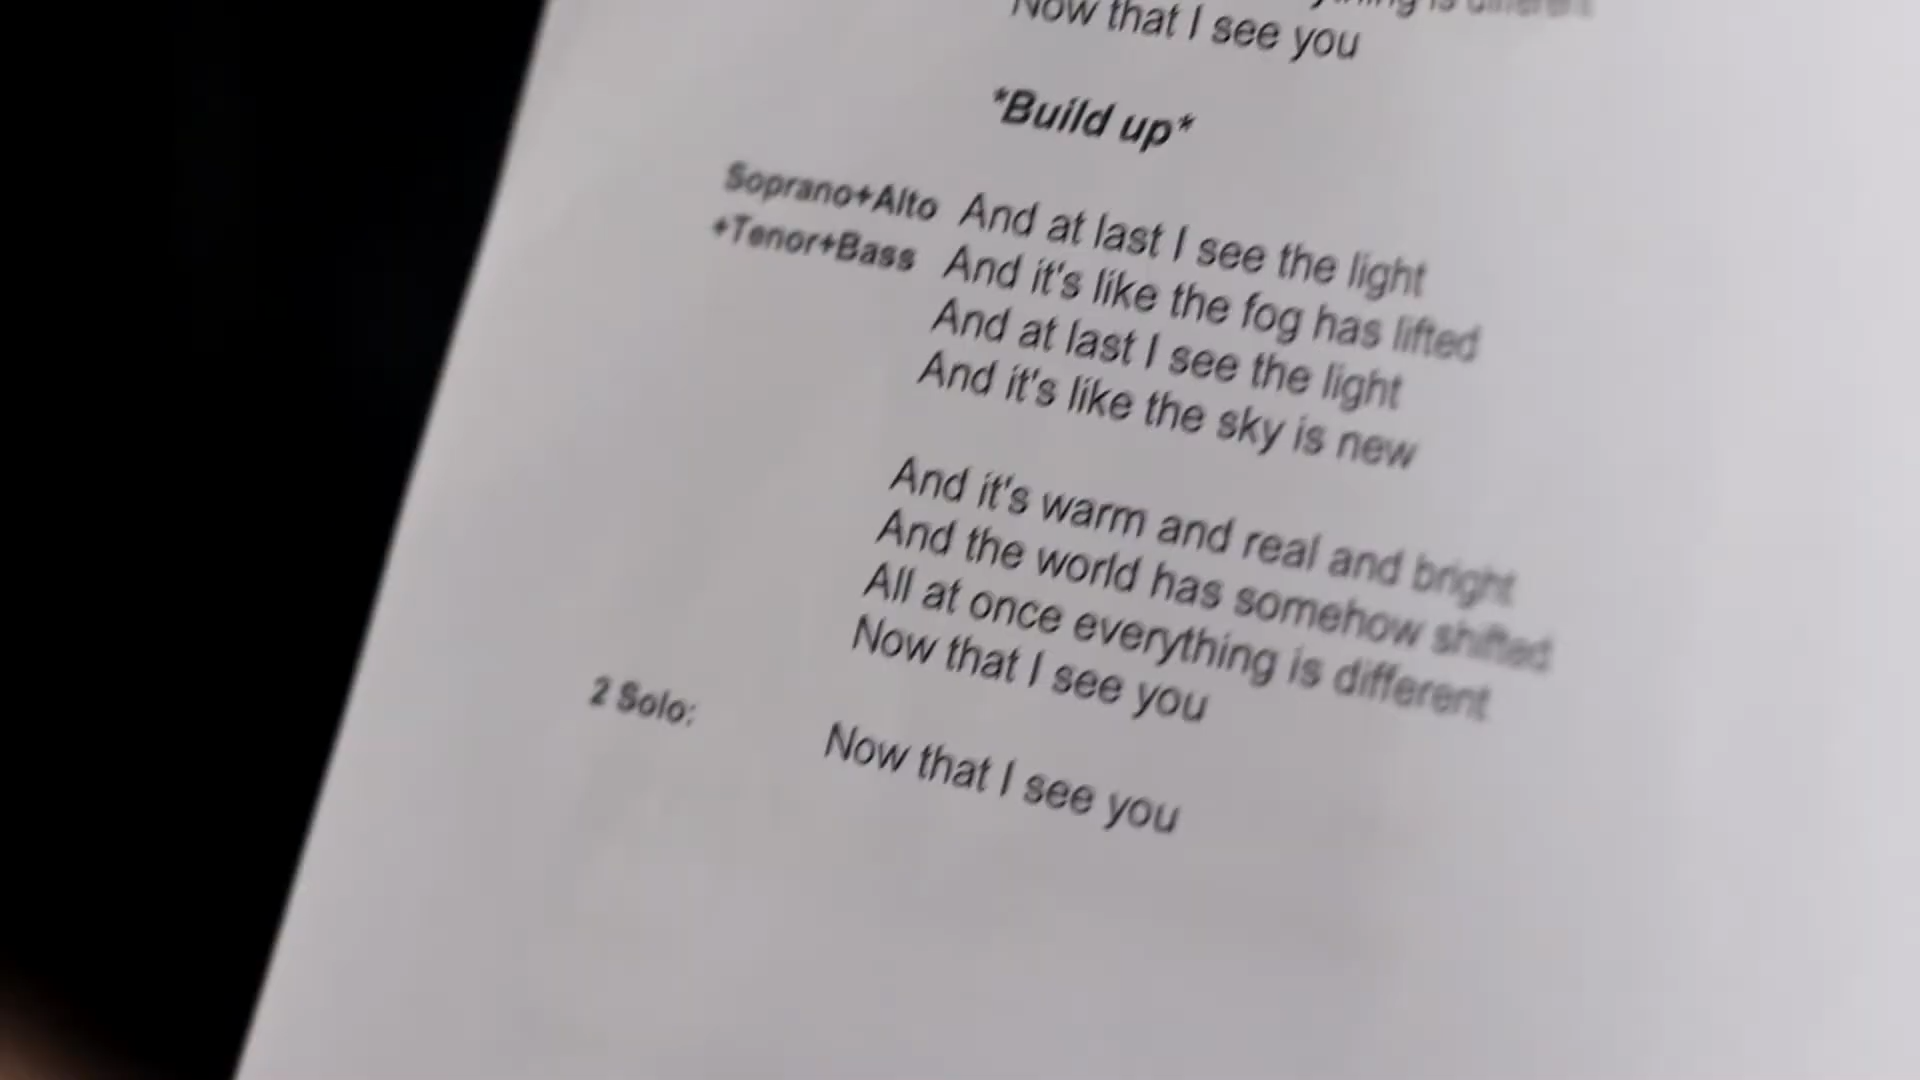 everything is different
Now that I see you
*Build up*
Soprano+Alto And at last I see the light
+Tenor+Bass And it's like the fog has lifted
And at last I see the light
And it's like the sky is new
And it's warm and real and bright
And the world has somehow shifted
All at once everything is different
Now that I see you
2 Solo: Now that I see you